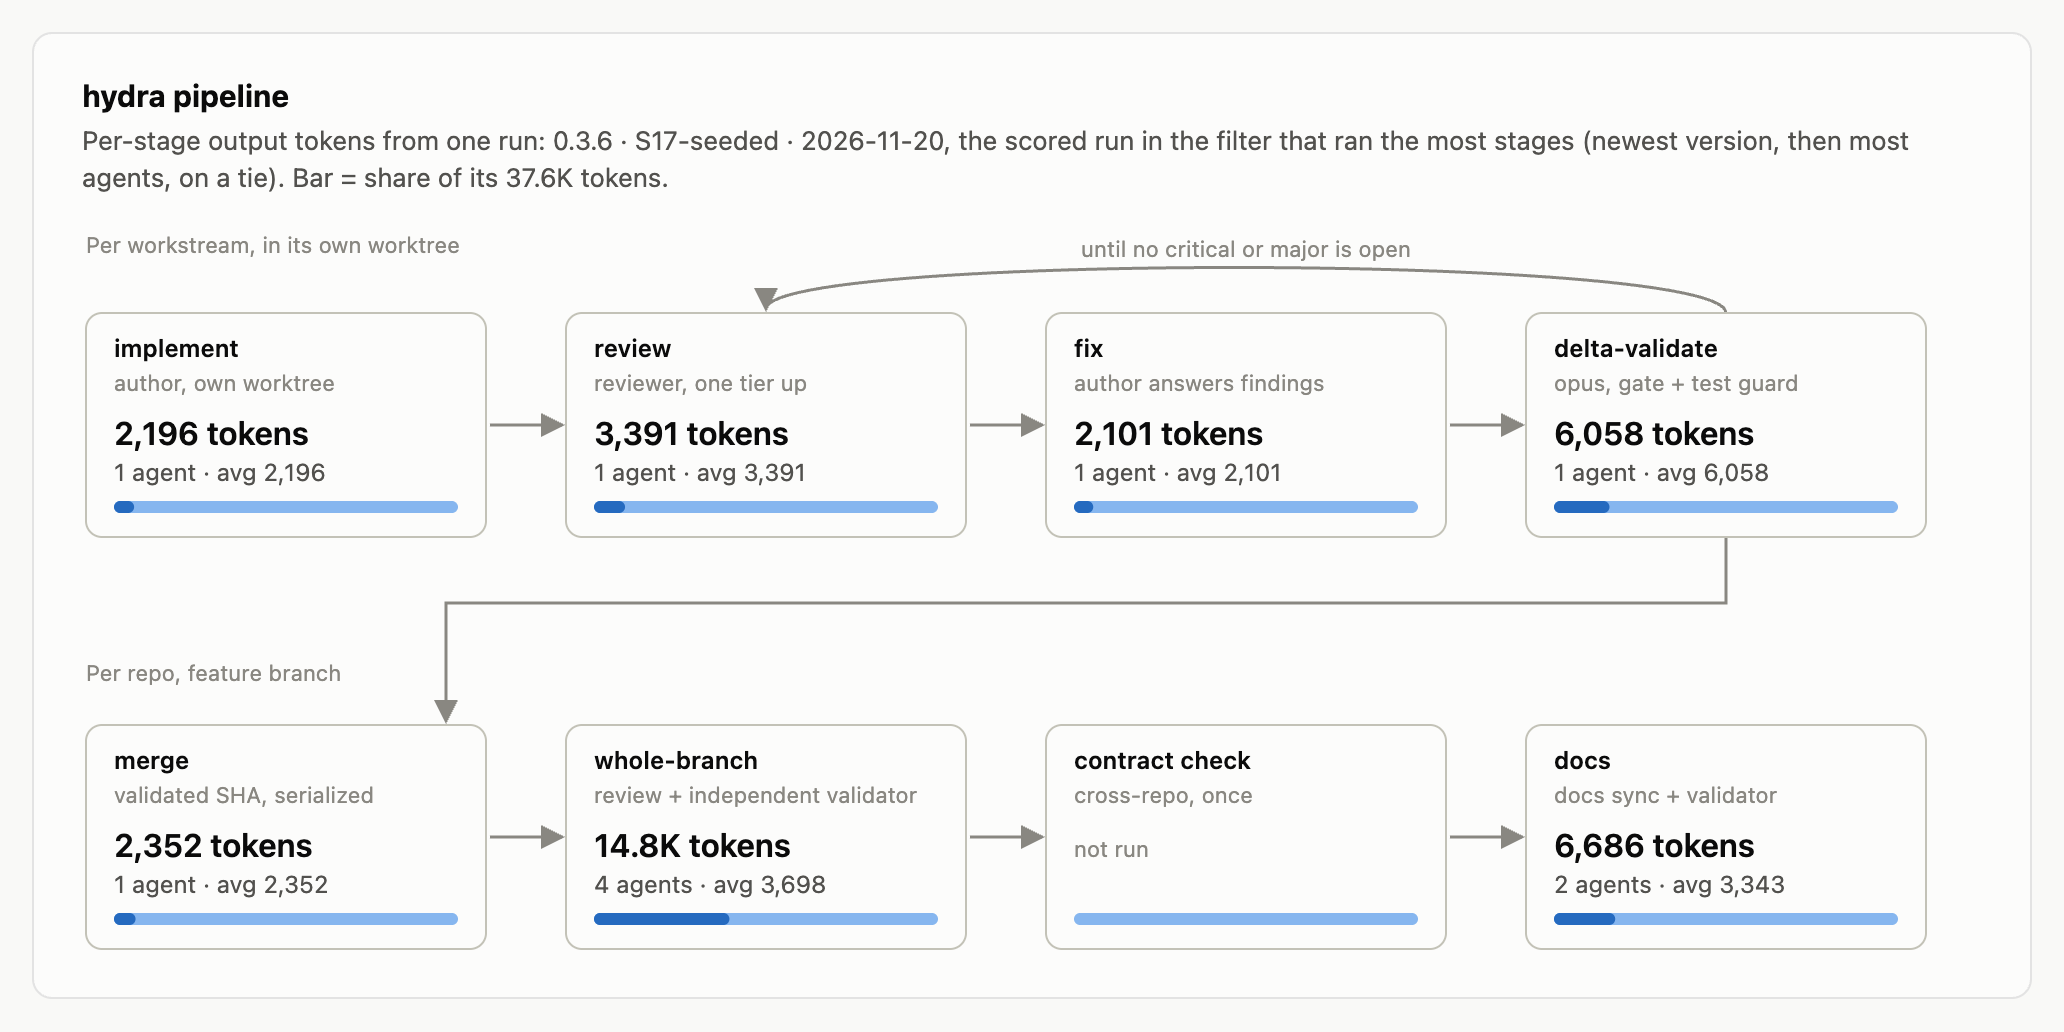 hydra pipeline
Per-stage output tokens from one run: 0.3.6 · S17-seeded · 2026-11-20, the scored run in the filter that ran the most stages (newest version, then most
agents, on a tie). Bar = share of its 37.6K tokens.
Per workstream, in its own worktree
until no critical or major is open
implement
author, own worktree
2,196 tokens
1 agent · avg 2,196
review
reviewer, one tier up
3,391 tokens
1 agent · avg 3,391
fix
author answers findings
2,101 tokens
1 agent · avg 2,101
delta-validate
opus, gate + test guard
6,058 tokens
1 agent · avg 6,058
Per repo, feature branch
merge
validated SHA, serialized
2,352 tokens
1 agent · avg 2,352
whole-branch
review + independent validator
14.8K tokens
4 agents · avg 3,698
contract check
cross-repo, once
not run
docs
docs sync + validator
6,686 tokens
2 agents · avg 3,343